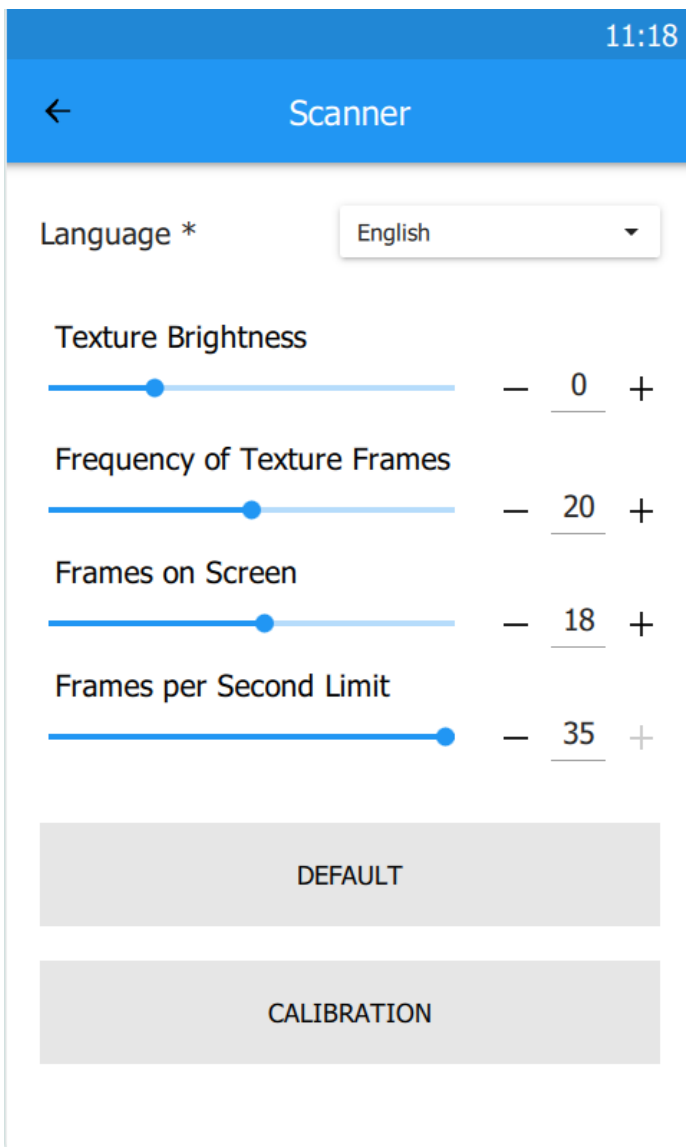 11:18
Scanner
Language *
English
Texture Brightness
0
Frequency of Texture Frames
20
Frames on Screen
18
Frames per Second Limit
35
DEFAULT
CALIBRATION